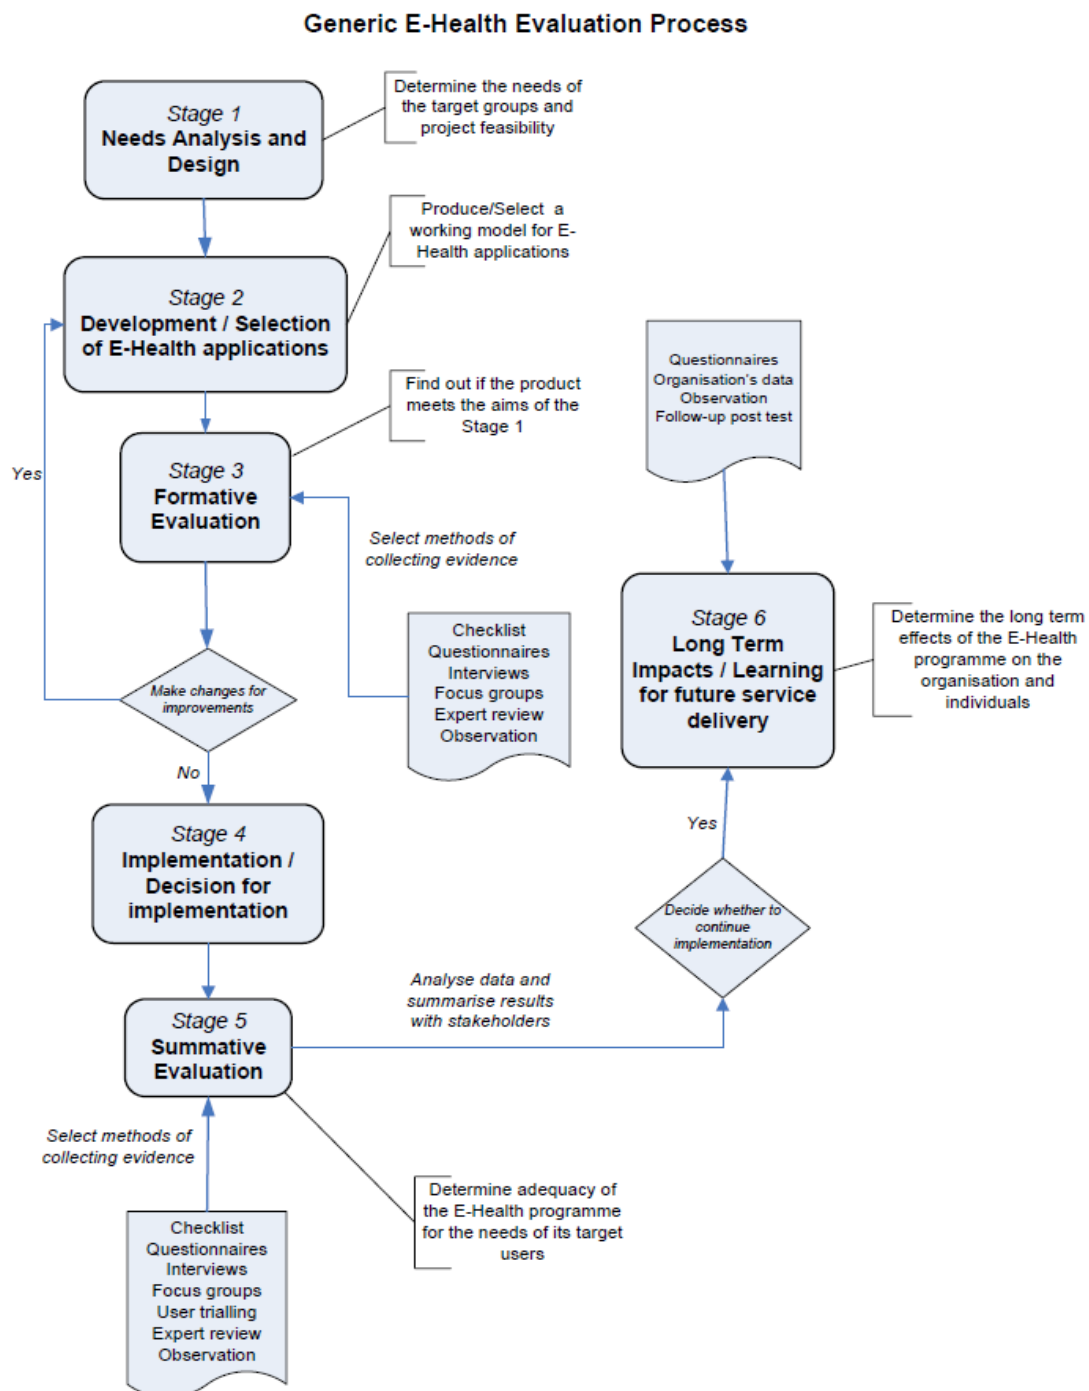 Generic E-Health Evaluation Process
Stage 1
Needs Analysis and
Design
Determine the needs of
the target groups and
project feasibility
Produce/Select a
working model for E-
Health applications
Stage 2
Development / Selection
of E-Health applications
Find out if the product
meets the aims of the
Stage 1
Stage 3
Formative
Evaluation
Yes
Select methods of
collecting evidence
Checklist
Questionnaires
Interviews
Focus groups
Expert review
Observation
Make changes for
improvements
No
Stage 4
Implementation /
Decision for
implementation
Stage 5
Summative
Evaluation
Select methods of
collecting evidence
Checklist
Questionnaires
Interviews
Focus groups
User trialling
Expert review
Observation
Determine adequacy of
the E-Health programme
for the needs of its target
users
Analyse data and
summarise results
with stakeholders
Decide whether to
continue
implementation
Yes
Questionnaires
Organisation's data
Observation
Follow-up post test
Stage 6
Long Term
Impacts / Learning
for future service
delivery
Determine the long term
effects of the E-Health
programme on the
organisation and
individuals